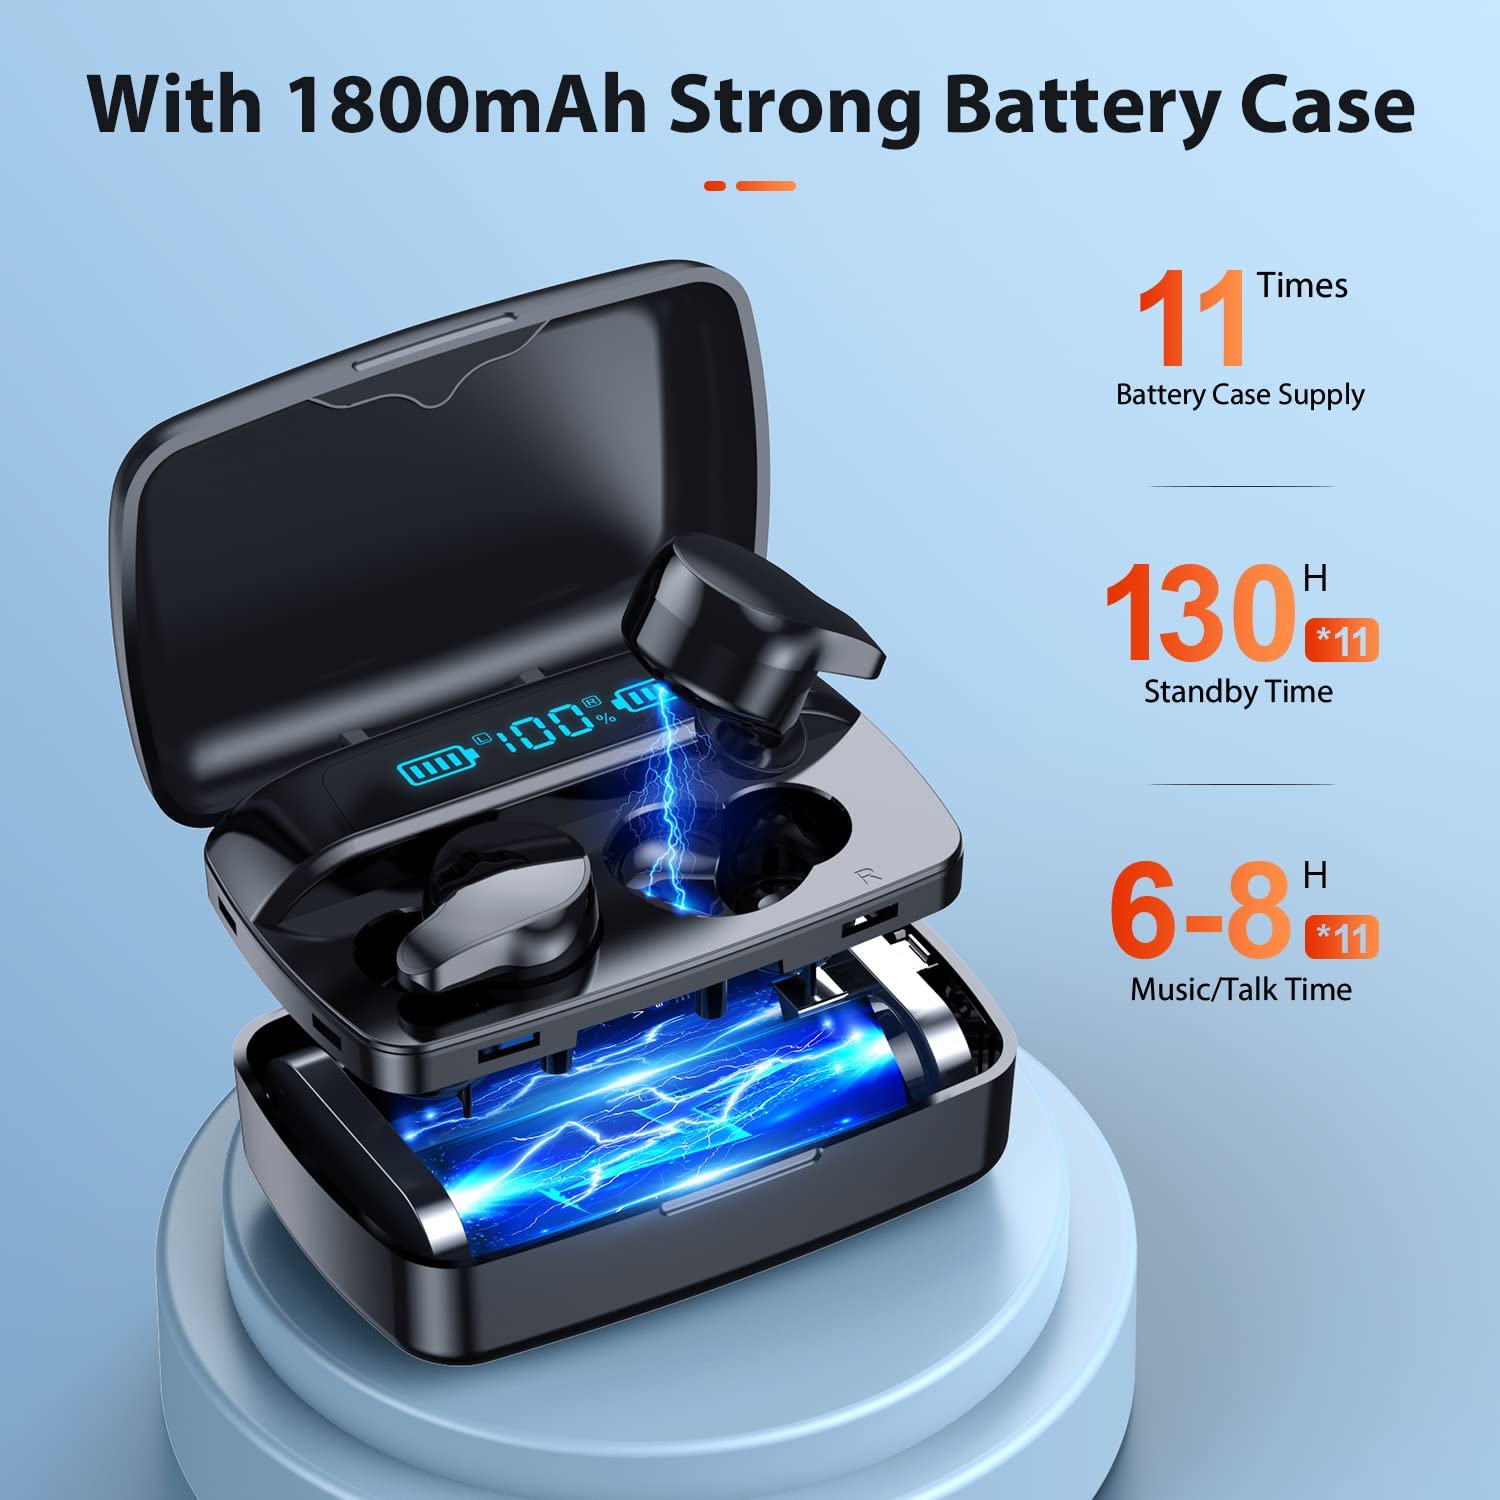 With 1800mAh Strong Battery Case
11 Times
Battery Case Supply
130 H
*11
Standby Time
6-8 H
*11
Music/Talk Time
L 100 % R
R